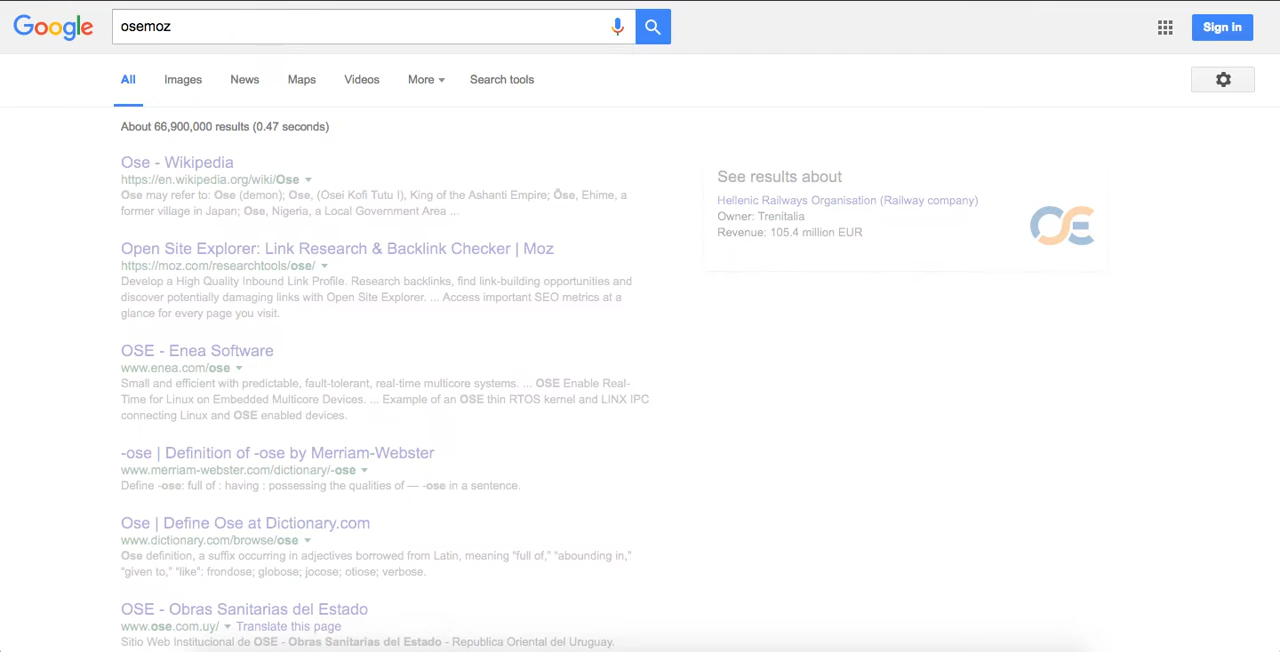 Google
osemoz
Sign in
All Images News Maps Videos More Search tools
About 66,900,000 results (0.47 seconds)
Ose - Wikipedia
https://en.wikipedia.org/wiki/Ose
Ose may refer to: Ose (demon); Ose, (Osei Kofi Tutu I), King of the Ashanti Empire; Ōse, Ehime, a
former village in Japan; Ose, Nigeria, a Local Government Area ...
See results about
Hellenic Railways Organisation (Railway company)
Owner: Trenitalia
Revenue: 105.4 million EUR
OSE
Open Site Explorer: Link Research & Backlink Checker | Moz
https://moz.com/researchtools/ose/
Develop a High Quality Inbound Link Profile. Research backlinks, find link-building opportunities and
discover potentially damaging links with Open Site Explorer. ... Access important SEO metrics at a
glance for every page you visit.
OSE - Enea Software
www.enea.com/ose
Small and efficient with predictable, fault-tolerant, real-time multicore systems. ... OSE Enable Real-
Time for Linux on Embedded Multicore Devices. ... Example of an OSE thin RTOS kernel and LINX IPC
connecting Linux and OSE enabled devices.
-ose | Definition of -ose by Merriam-Webster
www.merriam-webster.com/dictionary/-ose
Define -ose: full of : having : possessing the qualities of — -ose in a sentence.
Ose | Define Ose at Dictionary.com
www.dictionary.com/browse/ose
Ose definition, a suffix occurring in adjectives borrowed from Latin, meaning "full of," "abounding in,"
"given to," "like": frondose; globose; jocose; otiose; verbose.
OSE - Obras Sanitarias del Estado
www.ose.com.uy/ Translate this page
Sitio Web Institucional de OSE - Obras Sanitarias del Estado - Republica Oriental del Uruguay.